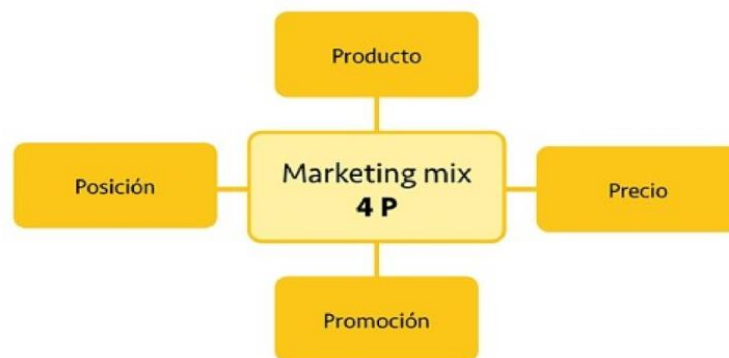 Producto
Posición
Marketing mix
4 P
Precio
Promoción